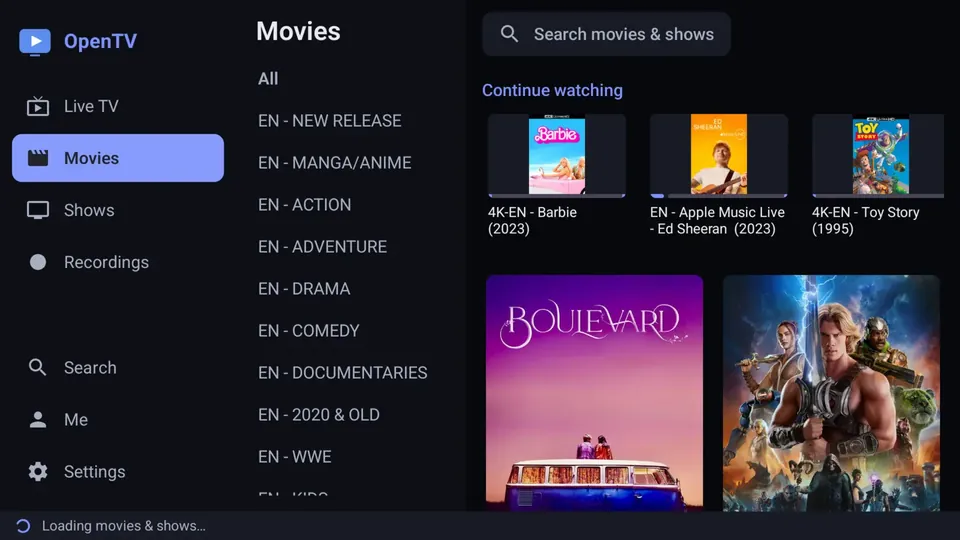 OpenTV
Live TV
Movies
Shows
Recordings
Search
Me
Settings
Movies
All
EN - NEW RELEASE
EN - MANGA/ANIME
EN - ACTION
EN - ADVENTURE
EN - DRAMA
EN - COMEDY
EN - DOCUMENTARIES
EN - 2020 & OLD
EN - WWE
EN - KIDS
Search movies & shows
Continue watching
Barbie
ED
SHEERAN
TOY
STORY
4K-EN - Barbie
(2023)
EN - Apple Music Live
- Ed Sheeran (2023)
4K-EN - Toy Story
(1995)
BOULEVARD
Loading movies & shows...